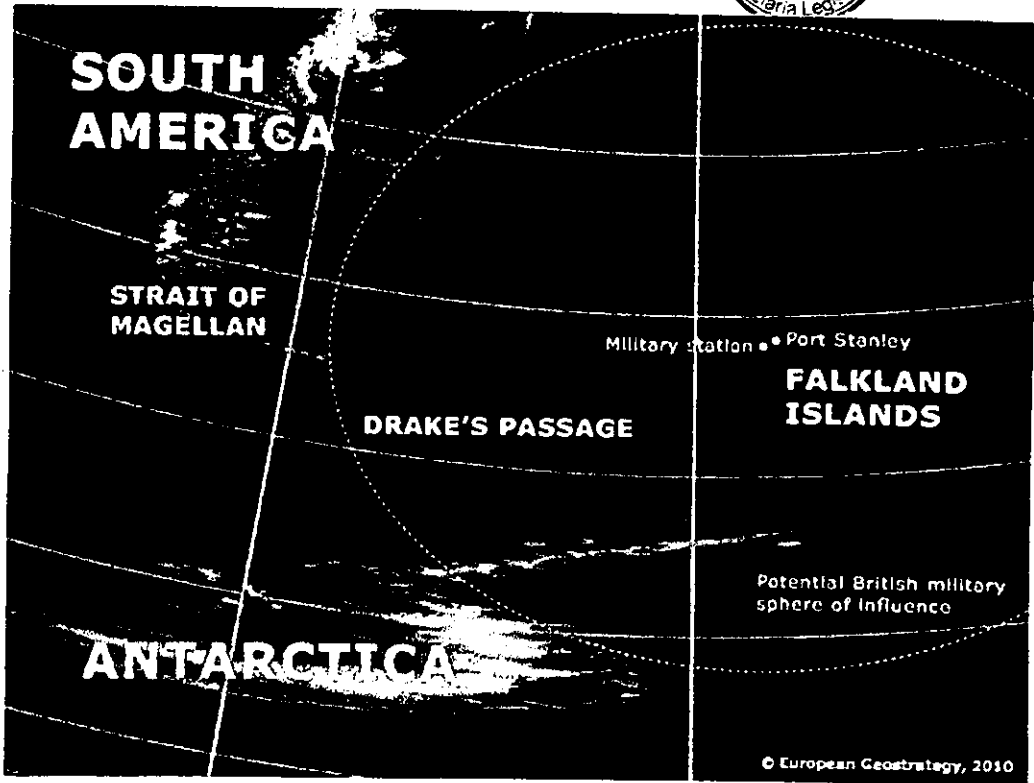 SOUTH
AMERICA
STRAIT OF
MAGELLAN
Military station
Port Stanley
FALKLAND
ISLANDS
DRAKE'S PASSAGE
Potential British military
sphere of influence
ANTARCTICA
© European Geostrategy, 2010